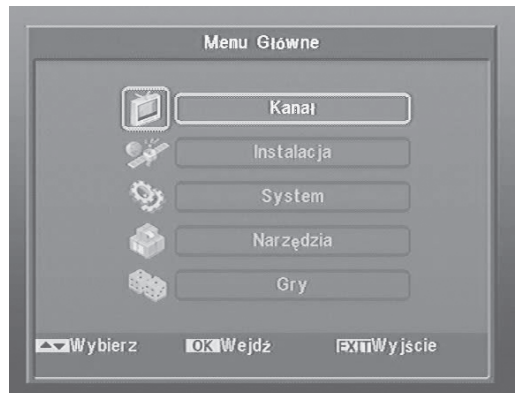 Menu Główne
Kanał
Instalacja
System
Narzędzia
Gry
Wybierz OK Wejdź EXIT Wyjście